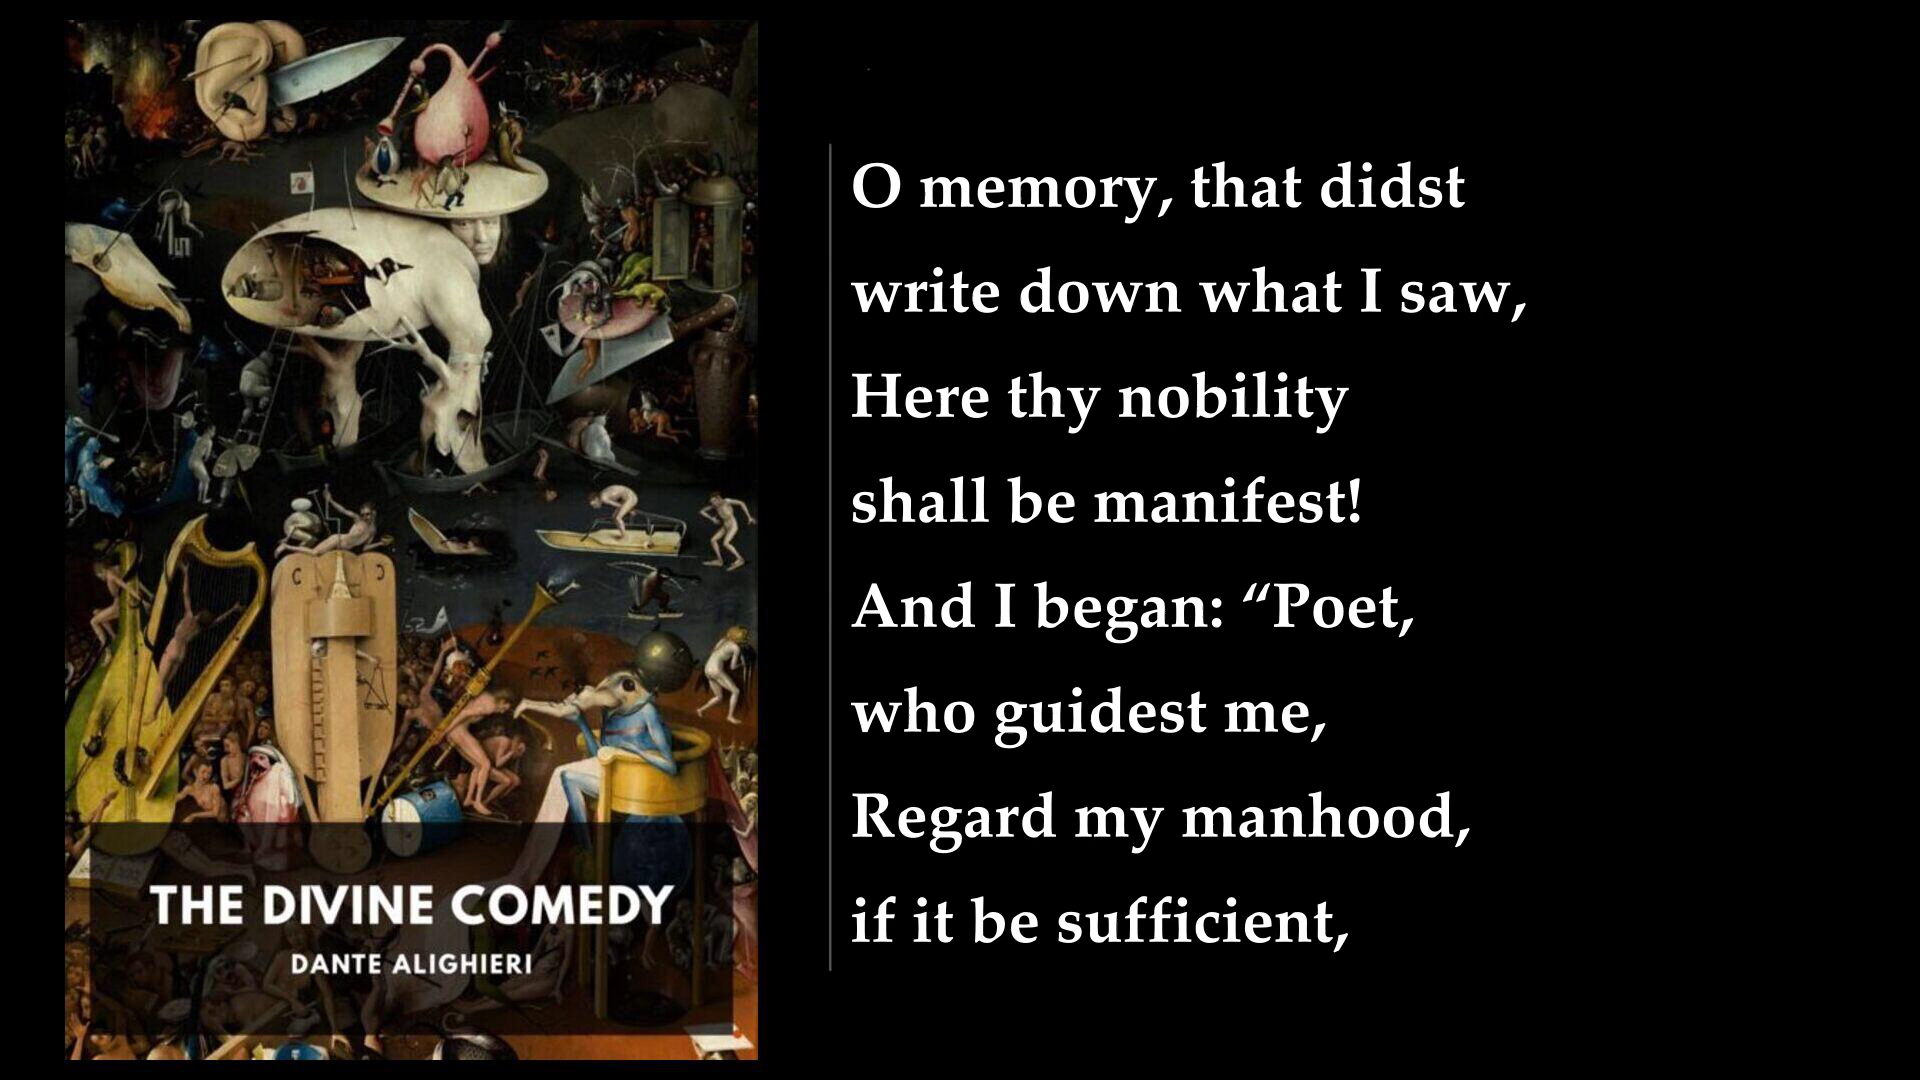 O memory, that didst
write down what I saw,
Here thy nobility
shall be manifest!
And I began: “Poet,
who guidest me,
Regard my manhood,
if it be sufficient,
THE DIVINE COMEDY
DANTE ALIGHIERI